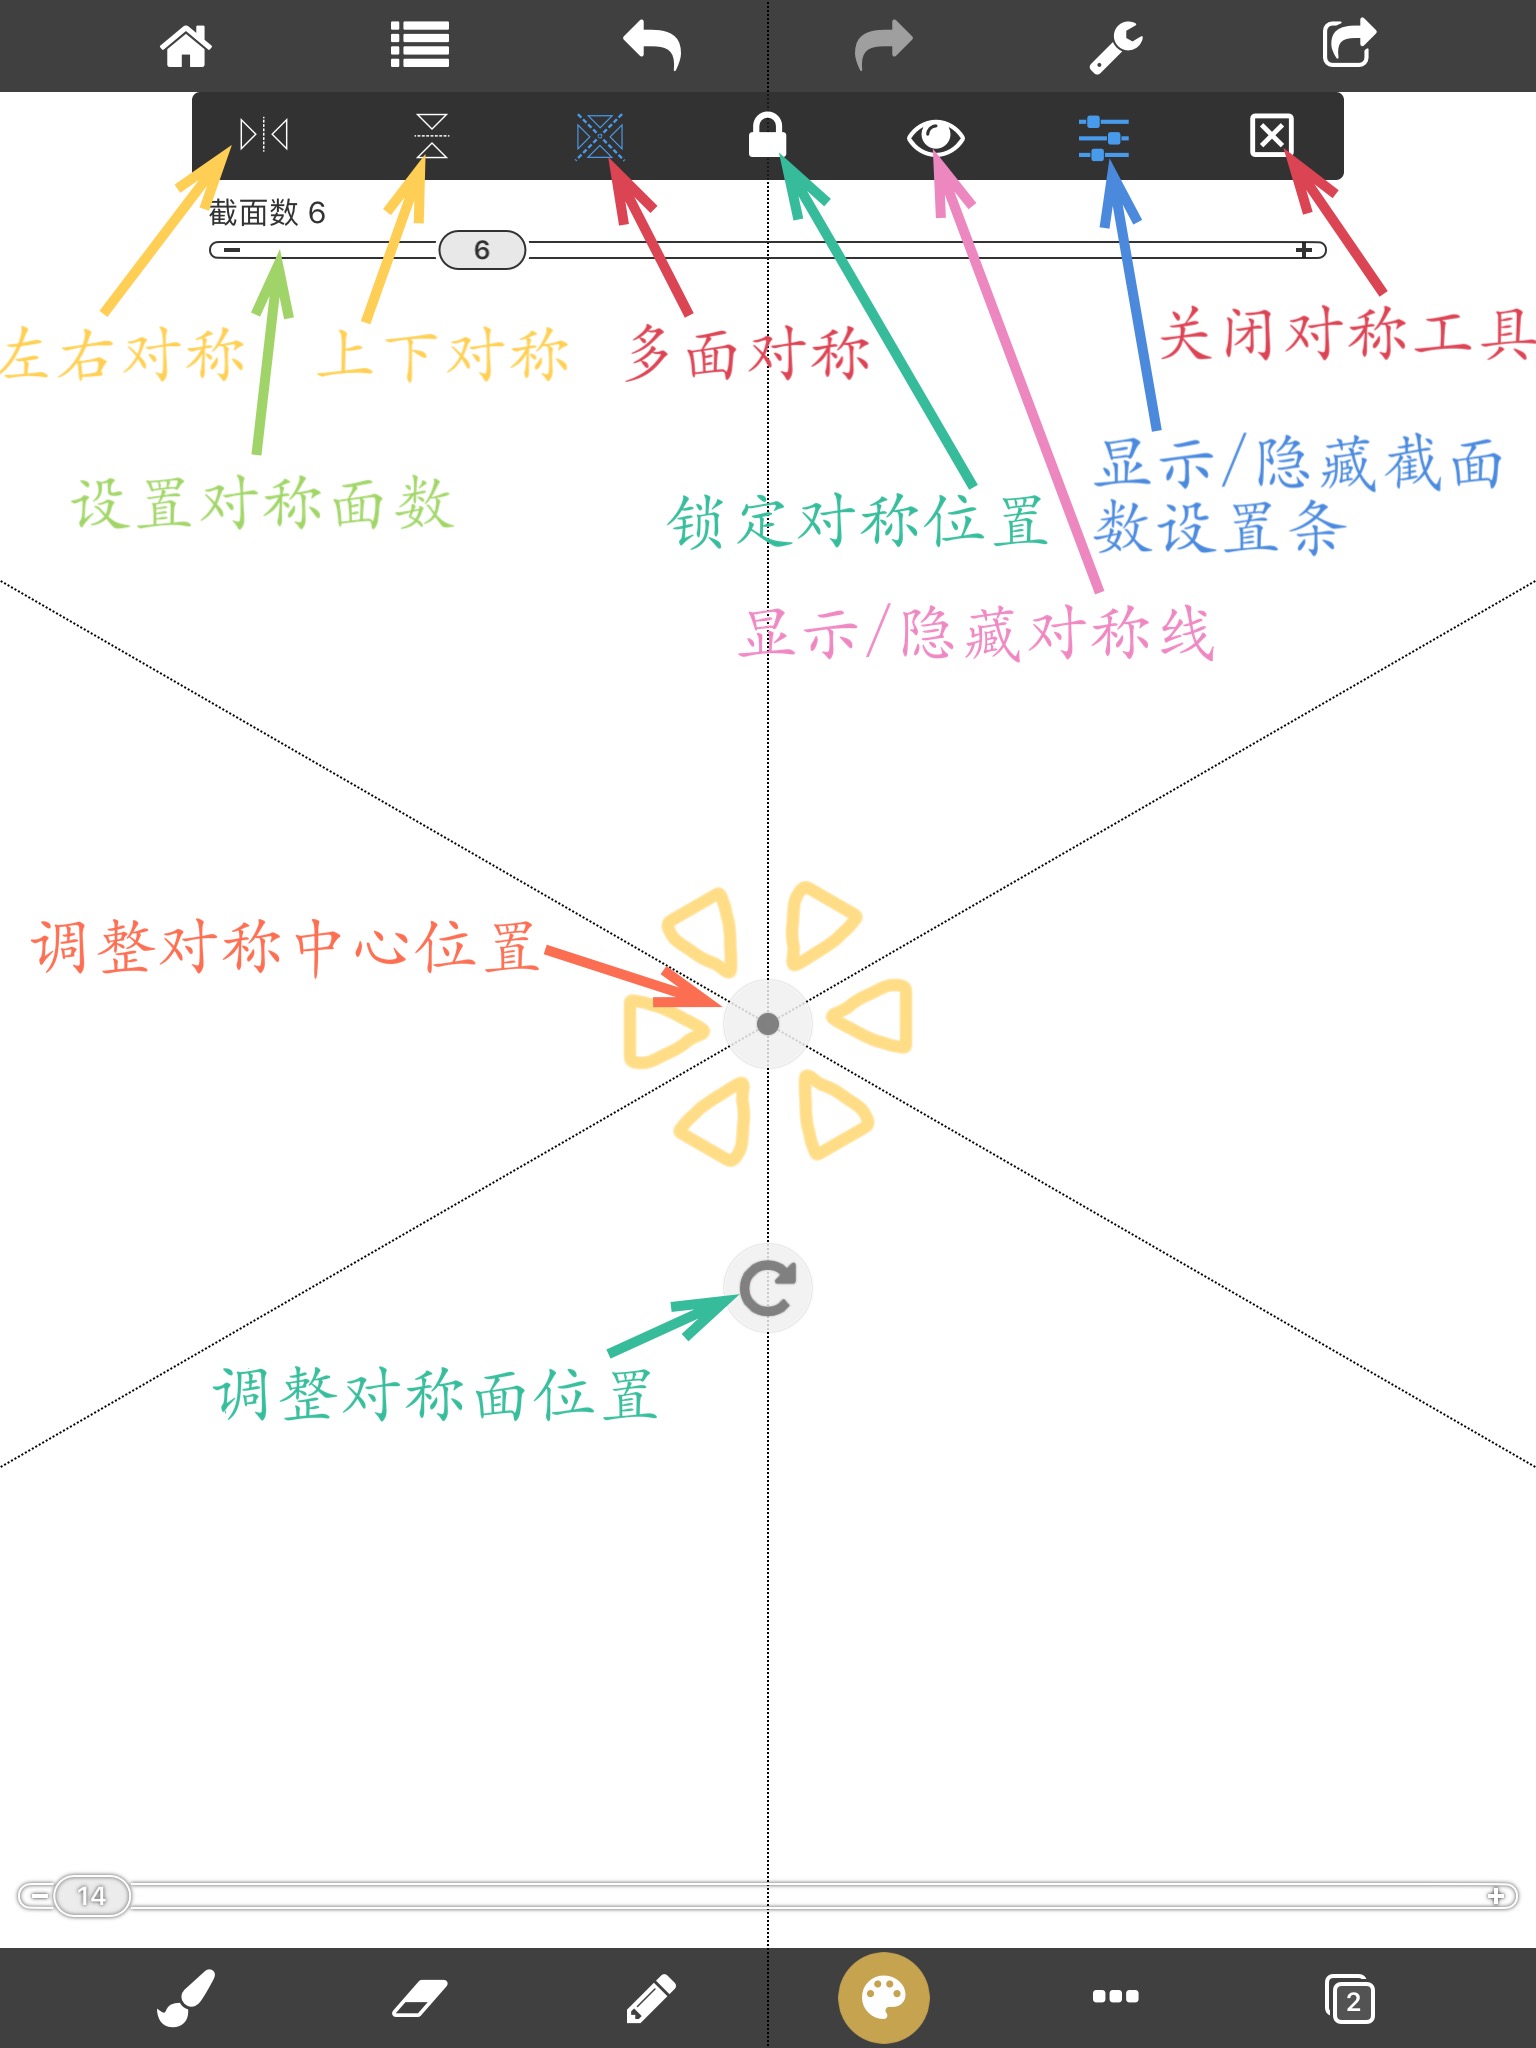 截面数 6
6
左右对称
上下对称
多面对称
关闭对称工具
设置对称面数
锁定对称位置
显示/隐藏截面
数设置条
显示/隐藏对称线
调整对称中心位置
调整对称面位置
14
2